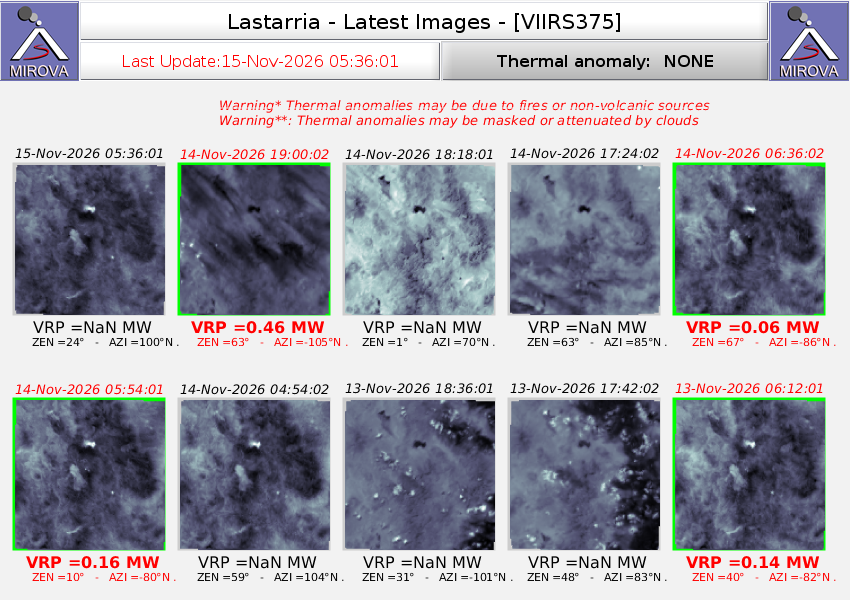 Lastarria - Latest Images - [VIIRS375]
MIROVA
Last Update:15-Nov-2026 05:36:01
Thermal anomaly: NONE
MIROVA
Warning* Thermal anomalies may be due to fires or non-volcanic sources
Warning**: Thermal anomalies may be masked or attenuated by clouds
15-Nov-2026 05:36:01 14-Nov-2026 19:00:02 14-Nov-2026 18:18:01 14-Nov-2026 17:24:02 14-Nov-2026 06:36:02
VRP =NaN MW VRP =0.46 MW VRP =NaN MW VRP =NaN MW VRP =0.06 MW
ZEN =24° - AZI =100°N . ZEN =63° - AZI =-105°N . ZEN =1° - AZI =70°N . ZEN =63° - AZI =85°N . ZEN =67° - AZI =-86°N .
14-Nov-2026 05:54:01 14-Nov-2026 04:54:02 13-Nov-2026 18:36:01 13-Nov-2026 17:42:02 13-Nov-2026 06:12:01
VRP =0.16 MW VRP =NaN MW VRP =NaN MW VRP =NaN MW VRP =0.14 MW
ZEN =10° - AZI =-80°N . ZEN =59° - AZI =104°N . ZEN =31° - AZI =-101°N . ZEN =48° - AZI =83°N . ZEN =40° - AZI =-82°N .